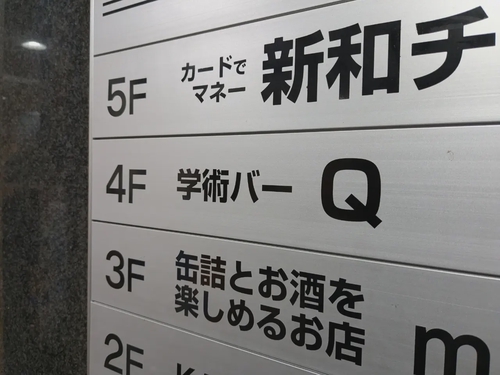 5F カードで
マネー 新和チ
4F 学術バー Q
3F 缶詰とお酒を
楽しめるお店 m
2F